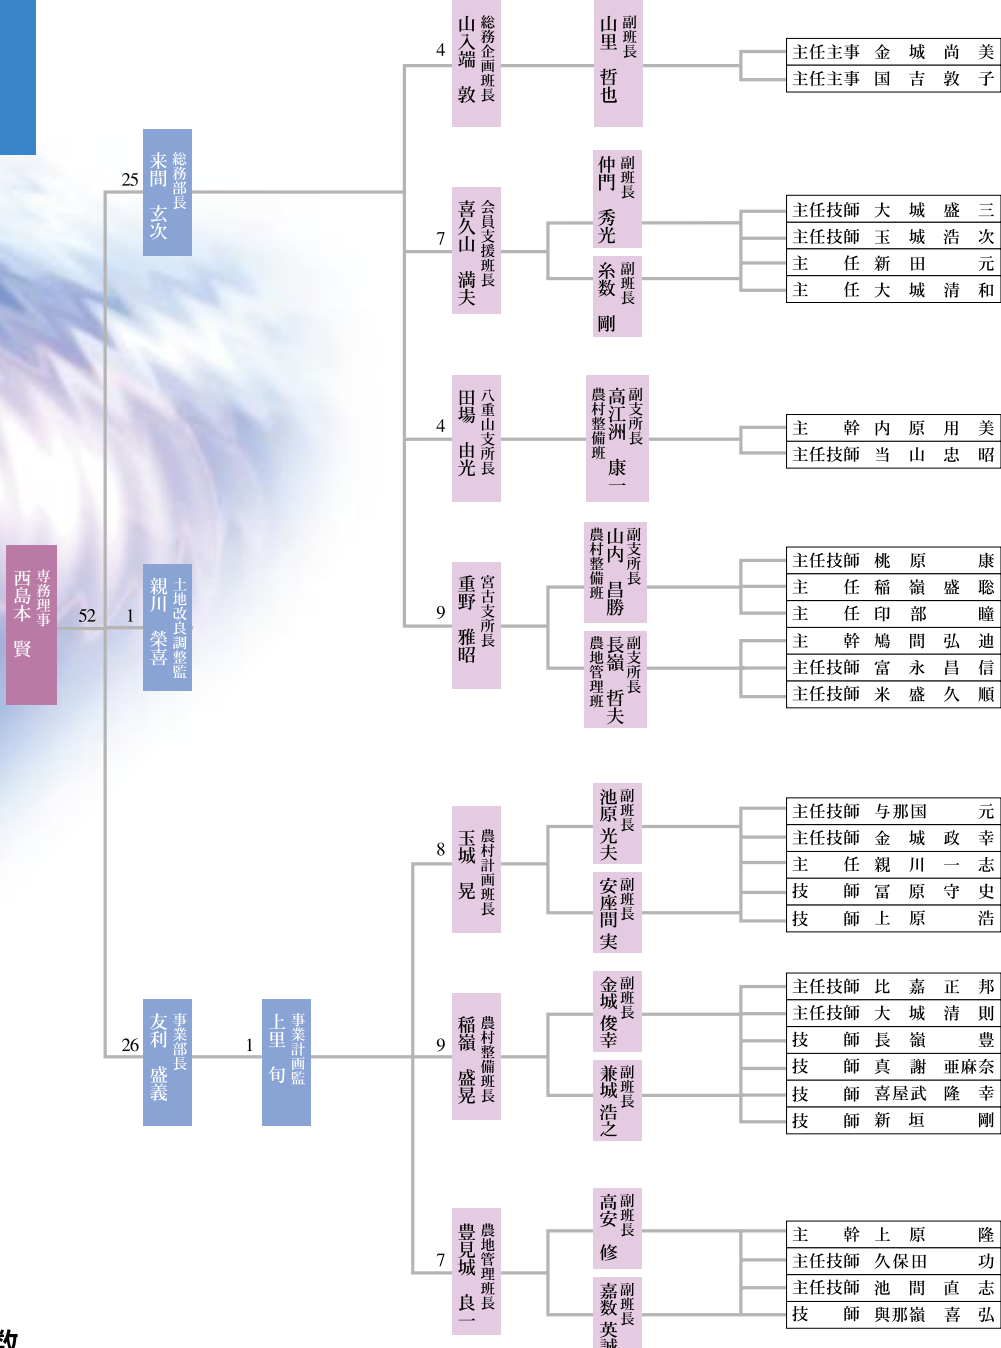 専務理事
西島本 賢
52
25
総務部長
来間 玄次
4
総務企画班長
山入端 敦
副班長
山里 哲也
主任主事 金城尚美
主任主事 国吉敦子
7
会員支援班長
喜久山 満夫
副班長
仲門 秀光
副班長
糸数 剛
主任技師 大城盛三
主任技師 玉城浩次
主任 新田元
主任 大城清和
4
八重山支所長
田場 由光
副支所長
高江洲 康一
農村整備班
主幹 内原用美
主任技師 当山忠昭
9
宮古支所長
重野 雅昭
副支所長
山内 昌勝
農村整備班
副支所長
長嶺 哲夫
農地管理班
主任技師 桃原康
主任 稲嶺盛聡
主任 印部瞳
主幹 鳩間弘迪
主任技師 富永昌信
主任技師 米盛久順
1
土地改良調整監
親川 榮喜
26
事業部長
友利 盛義
1
事業計画監
上里 旬
8
農村計画班長
玉城 晃
副班長
池原 光夫
副班長
安座間 実
主任技師 与那国元
主任技師 金城政幸
主任 親川一志
技師 冨原守史
技師 上原浩
9
農村整備班長
稲嶺 盛晃
副班長
金城 俊幸
副班長
兼城 浩之
主任技師 比嘉正邦
主任技師 大城清則
技師 長嶺豊
技師 真謝亜麻奈
技師 喜屋武隆幸
技師 新垣剛
7
農地管理班長
豊見城 良一
副班長
高安 修
副班長
嘉数 英誠
主幹 上原隆
主任技師 久保田功
主任技師 池間直志
技師 與那嶺喜弘
数